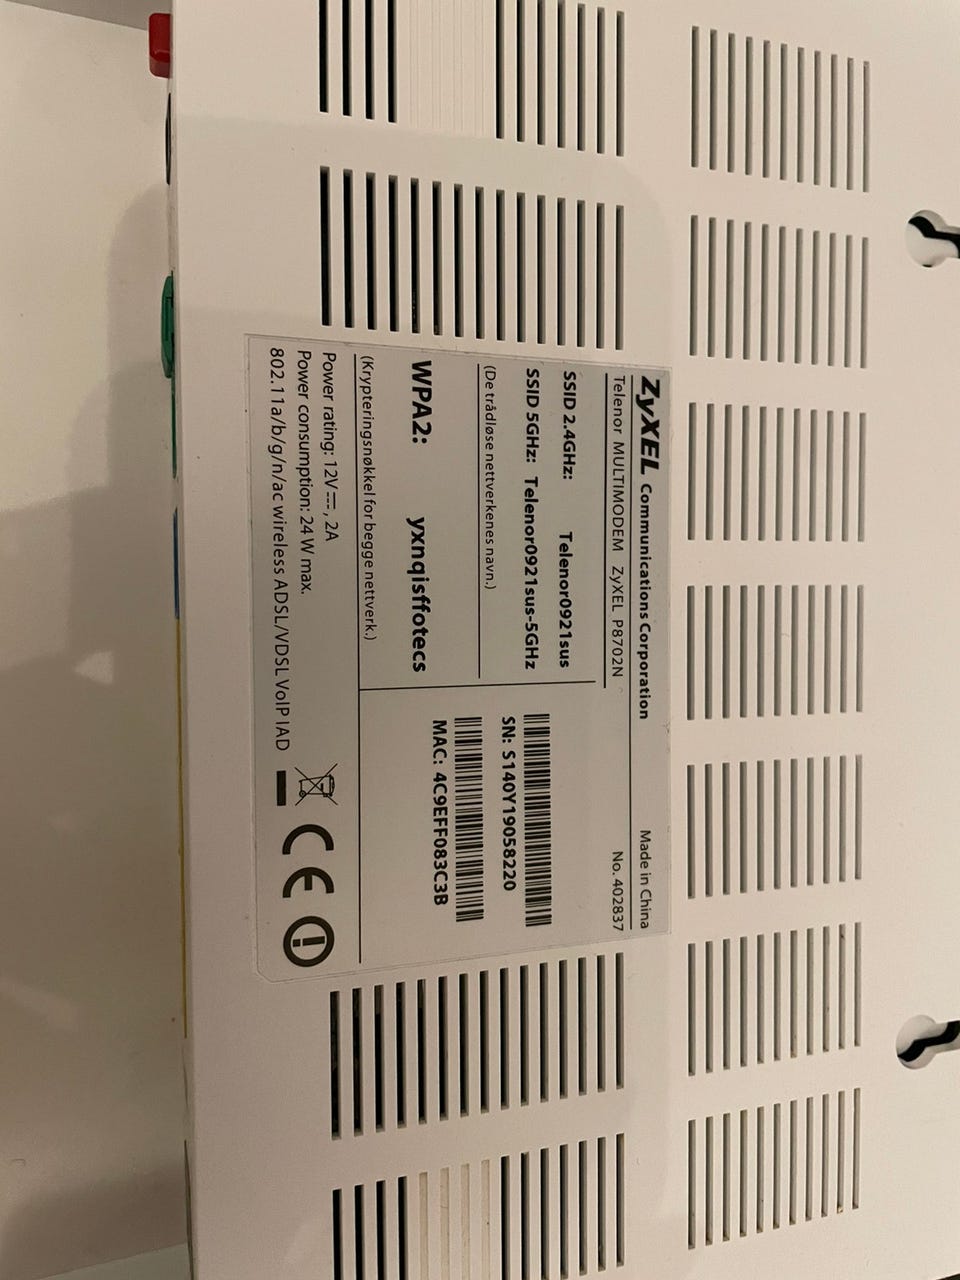 ZyXEL Communications Corporation Made in China
Telenor MULTIMODEM ZyXEL P8702N No. 402837
SSID 2.4GHz: Telenor0921sus
SSID 5GHz: Telenor0921sus-5GHz
(De trådløse nettverkenes navn.)
WPA2: yxnqisffotecs
(Krypteringsnøkkel for begge nettverk.)
SN: S140Y19058220
MAC: 4C9EFF083C3B
Power rating: 12V⎓, 2A
Power consumption: 24 W max.
802.11a/b/g/n/ac wireless ADSL/VDSL VoIP IAD
CE